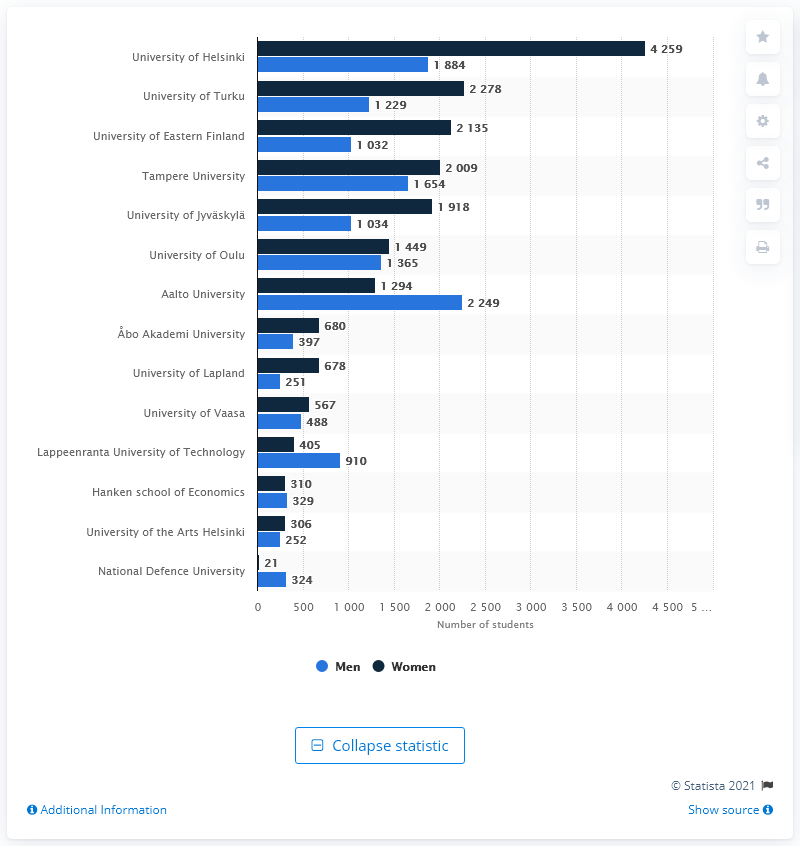 University of Helsinki 4 259
1 884
University of Turku 2 278
1 229
University of Eastern Finland 2 135
1 032
Tampere University 2 009
1 654
University of Jyväskylä 1 918
1 034
University of Oulu 1 449
1 365
Aalto University 1 294
2 249
Åbo Akademi University 680
397
University of Lapland 678
251
University of Vaasa 567
488
Lappeenranta University of Technology 405
910
Hanken school of Economics 310
329
University of the Arts Helsinki 306
252
National Defence University 21
324
0 500 1 000 1 500 2 000 2 500 3 000 3 500 4 000 4 500 5 ...
Number of students
Men Women
Collapse statistic
© Statista 2021
Additional Information Show source